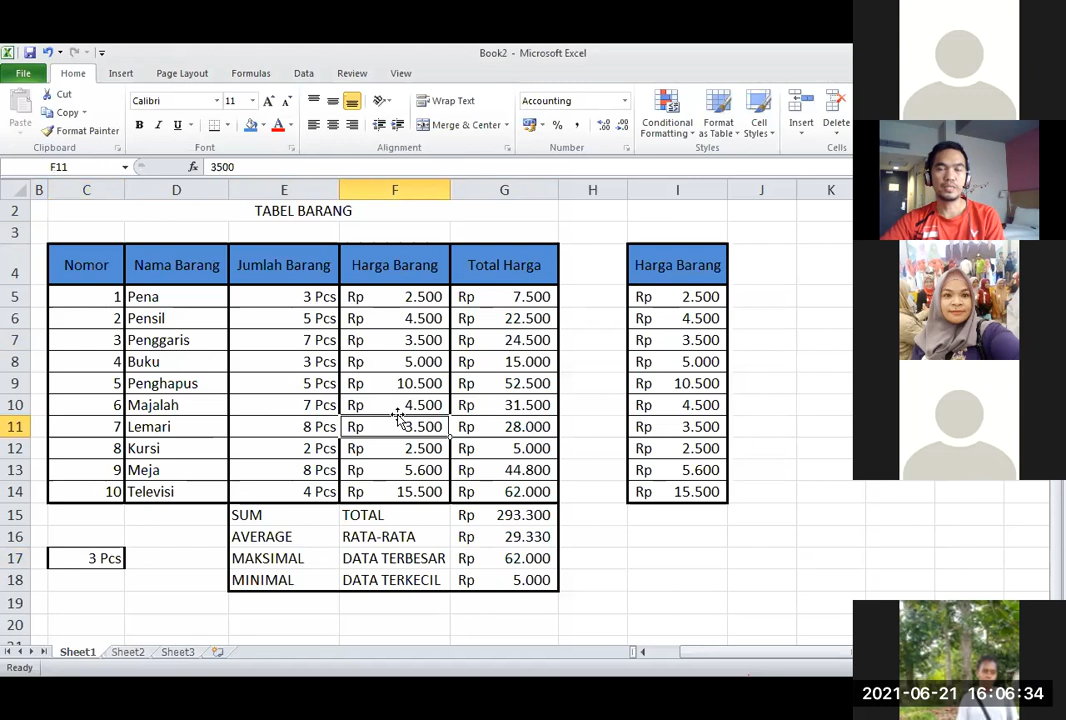 Book2 - Microsoft Excel
File Home Insert Page Layout Formulas Data Review View
Paste Cut Copy Format Painter Clipboard
Calibri 11 B I U A A A Font
Wrap Text Merge & Center Alignment
Accounting % , Number
Conditional Formatting Format as Table Cell Styles Styles
Insert Delete
F11 fx 3500
B C D E F G H I J K
2 TABEL BARANG
3
4 Nomor Nama Barang Jumlah Barang Harga Barang Total Harga Harga Barang
5 1 Pena 3 Pcs Rp 2.500 Rp 7.500 Rp 2.500
6 2 Pensil 5 Pcs Rp 4.500 Rp 22.500 Rp 4.500
7 3 Penggaris 7 Pcs Rp 3.500 Rp 24.500 Rp 3.500
8 4 Buku 3 Pcs Rp 5.000 Rp 15.000 Rp 5.000
9 5 Penghapus 5 Pcs Rp 10.500 Rp 52.500 Rp 10.500
10 6 Majalah 7 Pcs Rp 4.500 Rp 31.500 Rp 4.500
11 7 Lemari 8 Pcs Rp 3.500 Rp 28.000 Rp 3.500
12 8 Kursi 2 Pcs Rp 2.500 Rp 5.000 Rp 2.500
13 9 Meja 8 Pcs Rp 5.600 Rp 44.800 Rp 5.600
14 10 Televisi 4 Pcs Rp 15.500 Rp 62.000 Rp 15.500
15 SUM TOTAL Rp 293.300
16 AVERAGE RATA-RATA Rp 29.330
17 3 Pcs MAKSIMAL DATA TERBESAR Rp 62.000
18 MINIMAL DATA TERKECIL Rp 5.000
19
20
Sheet1 Sheet2 Sheet3
Ready
2021-06-21 16:06:34